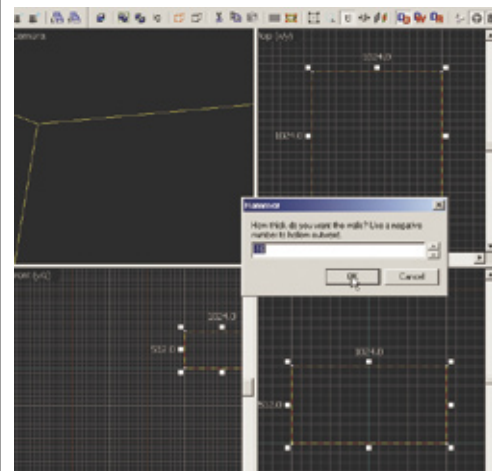 camera
top (x/y)
1024.0
1024.0
Hammer
How thick do you want the walls? Use a negative
number to hollow outward.
OK
Cancel
front (y/z)
1024.0
512.0
1024.0
512.0